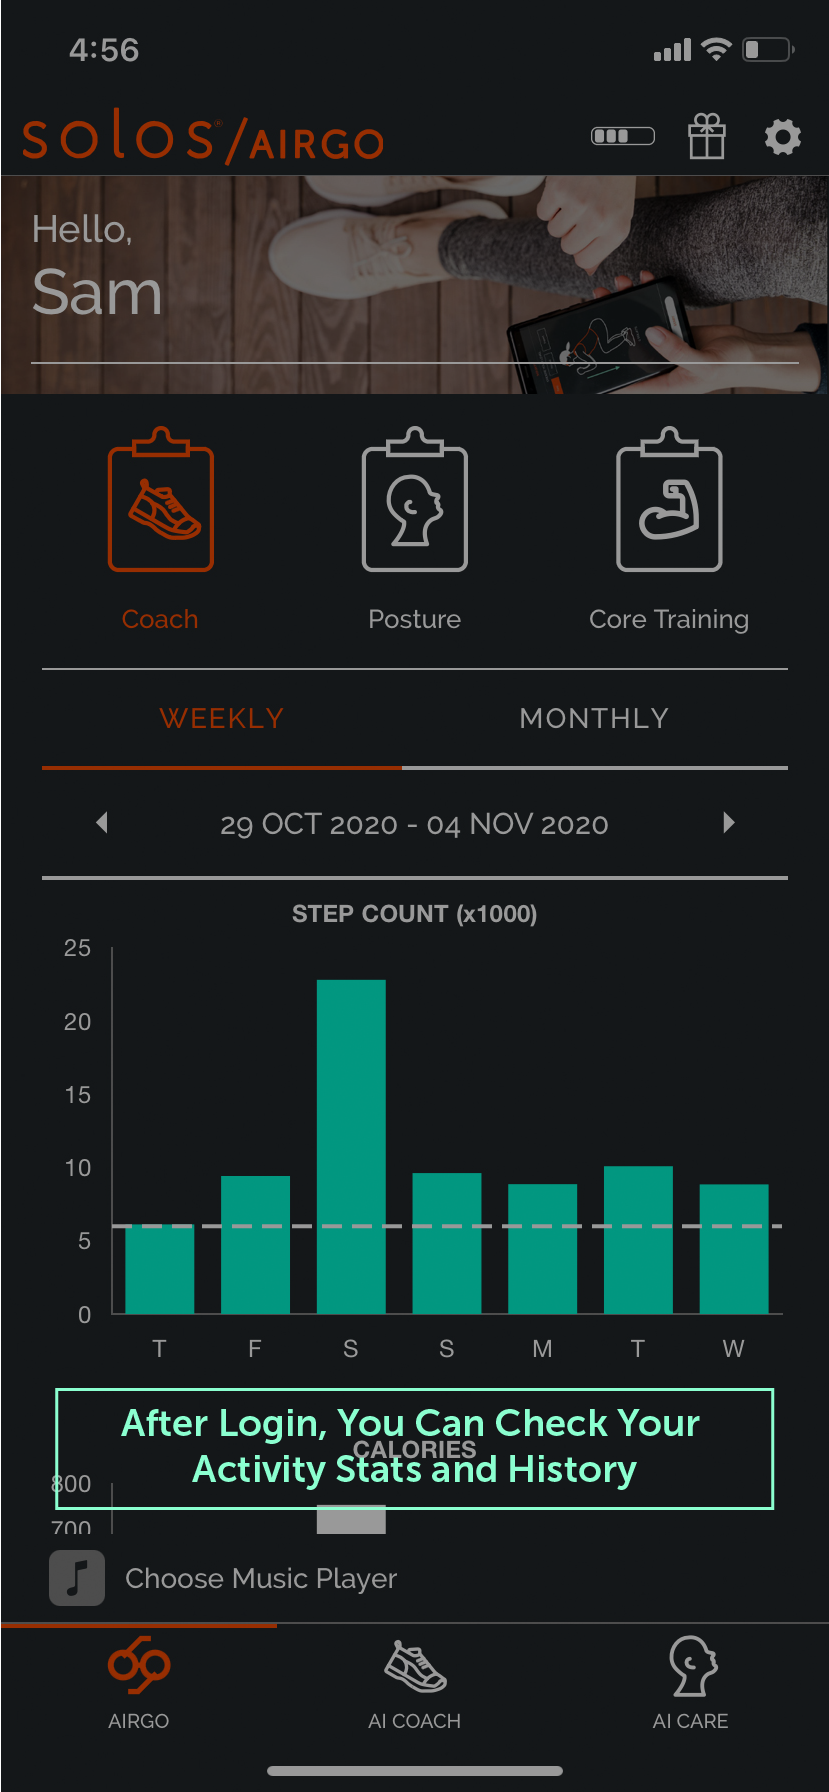 4:56
solos®/AIRGO
Hello,
Sam
Coach
Posture
Core Training
WEEKLY
MONTHLY
29 OCT 2020 - 04 NOV 2020
STEP COUNT (x1000)
25
20
15
10
5
0
T F S S M T W
After Login, You Can Check Your
CALORIES
Activity Stats and History
800
700
Choose Music Player
AIRGO
AI COACH
AI CARE